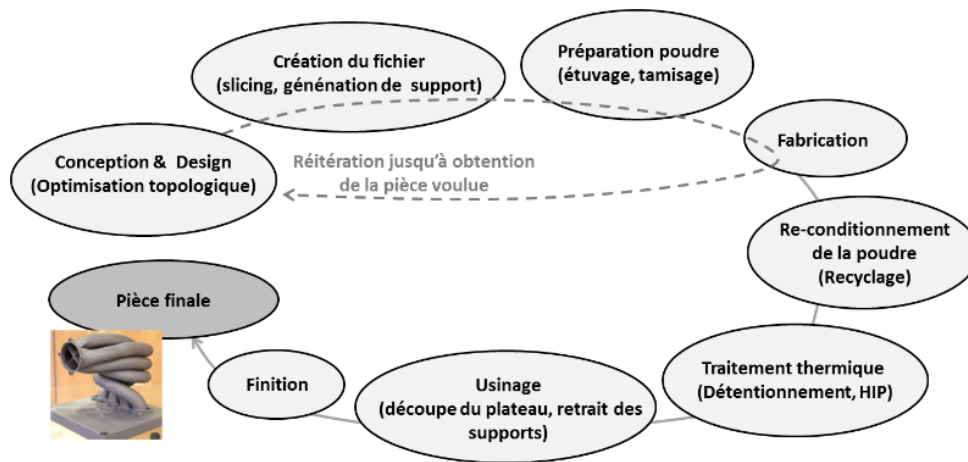 Création du fichier
(slicing, génénation de support)
Préparation poudre
(étuvage, tamisage)
Fabrication
Conception & Design
(Optimisation topologique)
Réitération jusqu'à obtention
de la pièce voulue
Re-conditionnement
de la poudre
(Recyclage)
Pièce finale
Traitement thermique
(Détentionnement, HIP)
Usinage
(découpe du plateau, retrait des
supports)
Finition